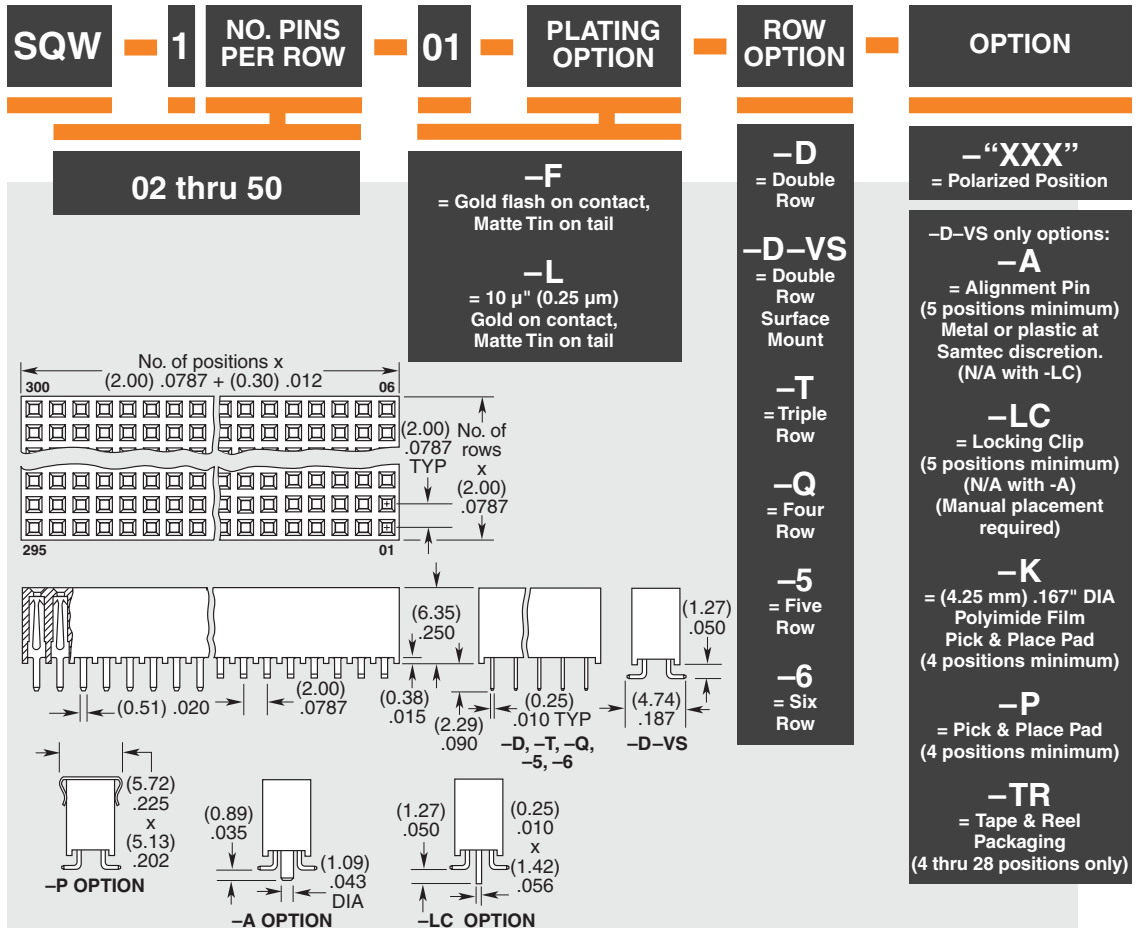 SQW
1
NO. PINS
PER ROW
01
PLATING
OPTION
ROW
OPTION
OPTION
02 thru 50
–F
= Gold flash on contact,
Matte Tin on tail
–L
= 10 µ" (0.25 µm)
Gold on contact,
Matte Tin on tail
–D
= Double
Row
–D–VS
= Double
Row
Surface
Mount
–T
=Triple
Row
–Q
= Four
Row
–5
= Five
Row
–6
= Six
Row
–“XXX”
= Polarized Position
–D–VS only options:
–A
= Alignment Pin
(5 positions minimum)
Metal or plastic at
Samtec discretion.
(N/A with -LC)
–LC
= Locking Clip
(5 positions minimum)
(N/A with -A)
(Manual placement
required)
–K
= (4.25 mm) .167" DIA
Polyimide Film
Pick & Place Pad
(4 positions minimum)
–P
= Pick & Place Pad
(4 positions minimum)
–TR
= Tape & Reel
Packaging
(4 thru 28 positions only)
No. of positions x
(2.00) .0787 + (0.30) .012
300
06
(2.00)
.0787
TYP
No. of
rows
x
(2.00)
.0787
295
01
(6.35)
.250
(0.38)
.015
(0.51) .020
(2.00)
.0787
(2.29)
.090
(0.25)
.010 TYP
–D, –T, –Q,
–5, –6
(1.27)
.050
(4.74)
.187
–D–VS
(5.72)
.225
x
(5.13)
.202
–P OPTION
(0.89)
.035
(1.09)
.043
DIA
–A OPTION
(1.27)
.050
(0.25)
.010
x
(1.42)
.056
–LC OPTION